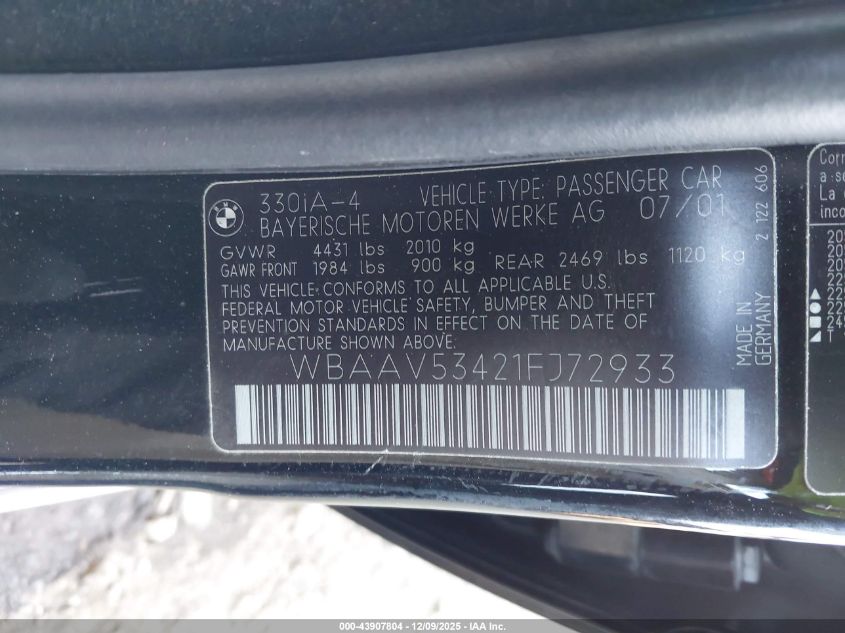 330iA-4 VEHICLE TYPE: PASSENGER CAR
BAYERISCHE MOTOREN WERKE AG 07/01
GVWR 4431 lbs 2010 kg
GAWR FRONT 1984 lbs 900 kg REAR 2469 lbs 1120 kg
THIS VEHICLE CONFORMS TO ALL APPLICABLE U.S.
FEDERAL MOTOR VEHICLE SAFETY, BUMPER AND THEFT
PREVENTION STANDARDS IN EFFECT ON THE DATE OF
MANUFACTURE SHOWN ABOVE:
WBAAV53421FJ72933
2 122 606
MADE IN
GERMANY
BMW
La
T
000-43907804 - 12/09/2025 - IAA Inc.